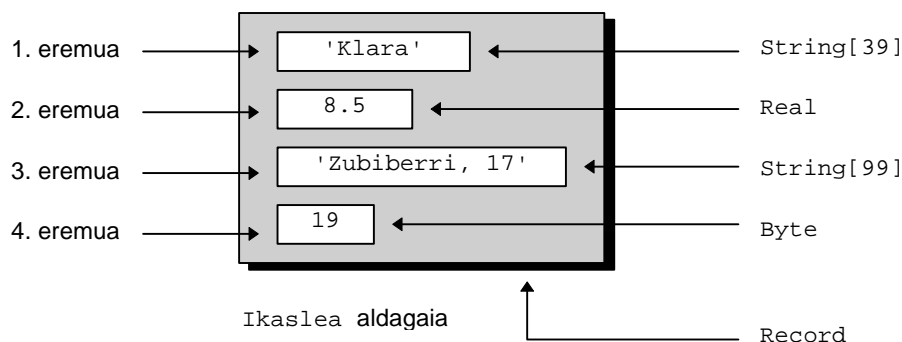 1. eremua 'Klara' String[39]
2. eremua 8.5 Real
3. eremua 'Zubiberri, 17' String[99]
4. eremua 19 Byte
Ikaslea aldagaia
Record